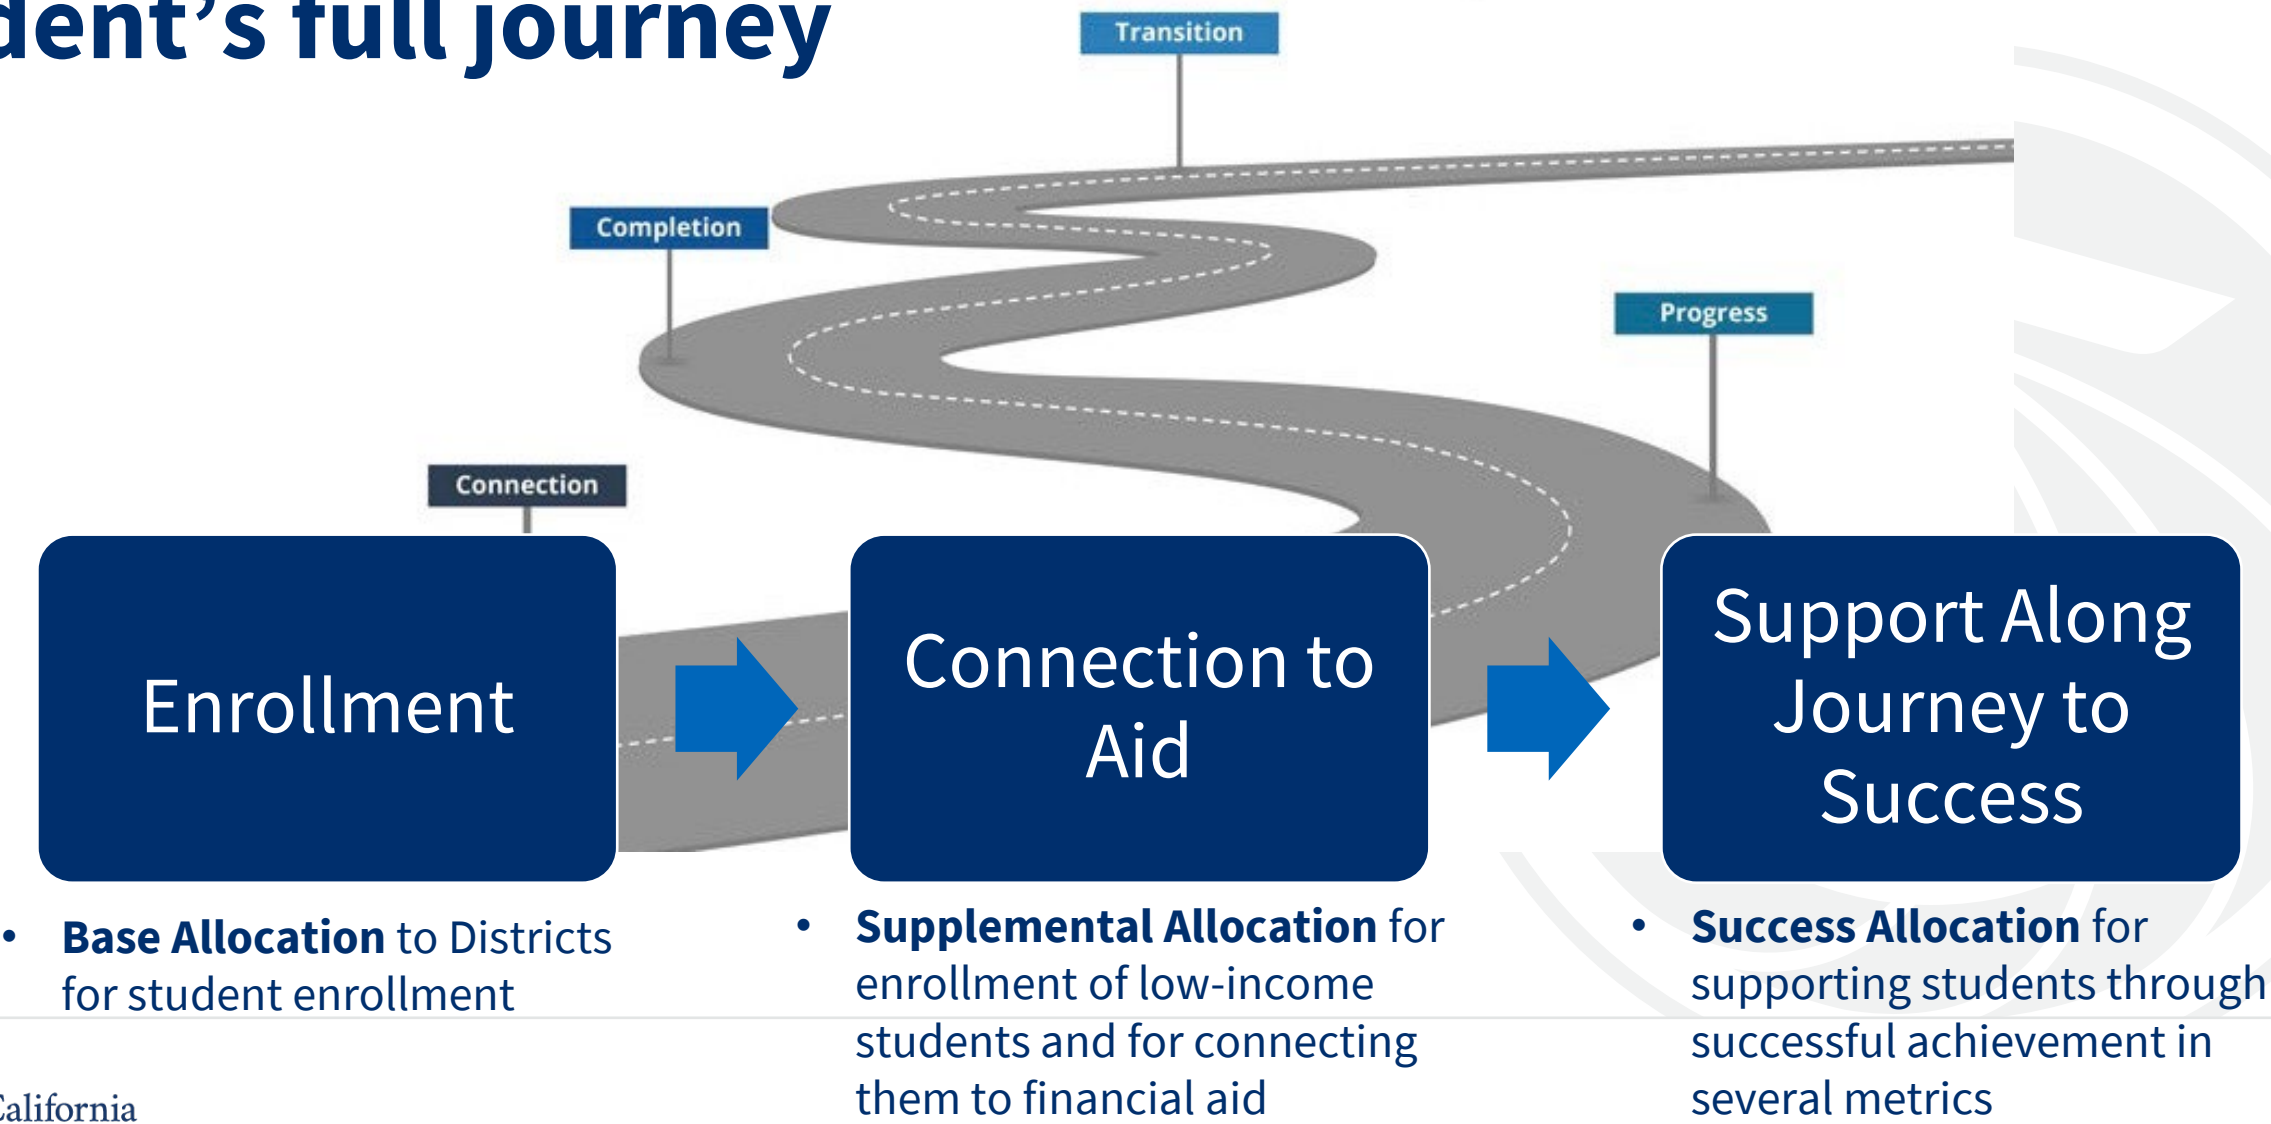 dent’s full journey
Transition
Completion
Progress
Connection
Enrollment
Connection to
Aid
Support Along
Journey to
Success
• Base Allocation to Districts
for student enrollment
• Supplemental Allocation for
enrollment of low-income
students and for connecting
them to financial aid
• Success Allocation for
supporting students through
successful achievement in
several metrics
California